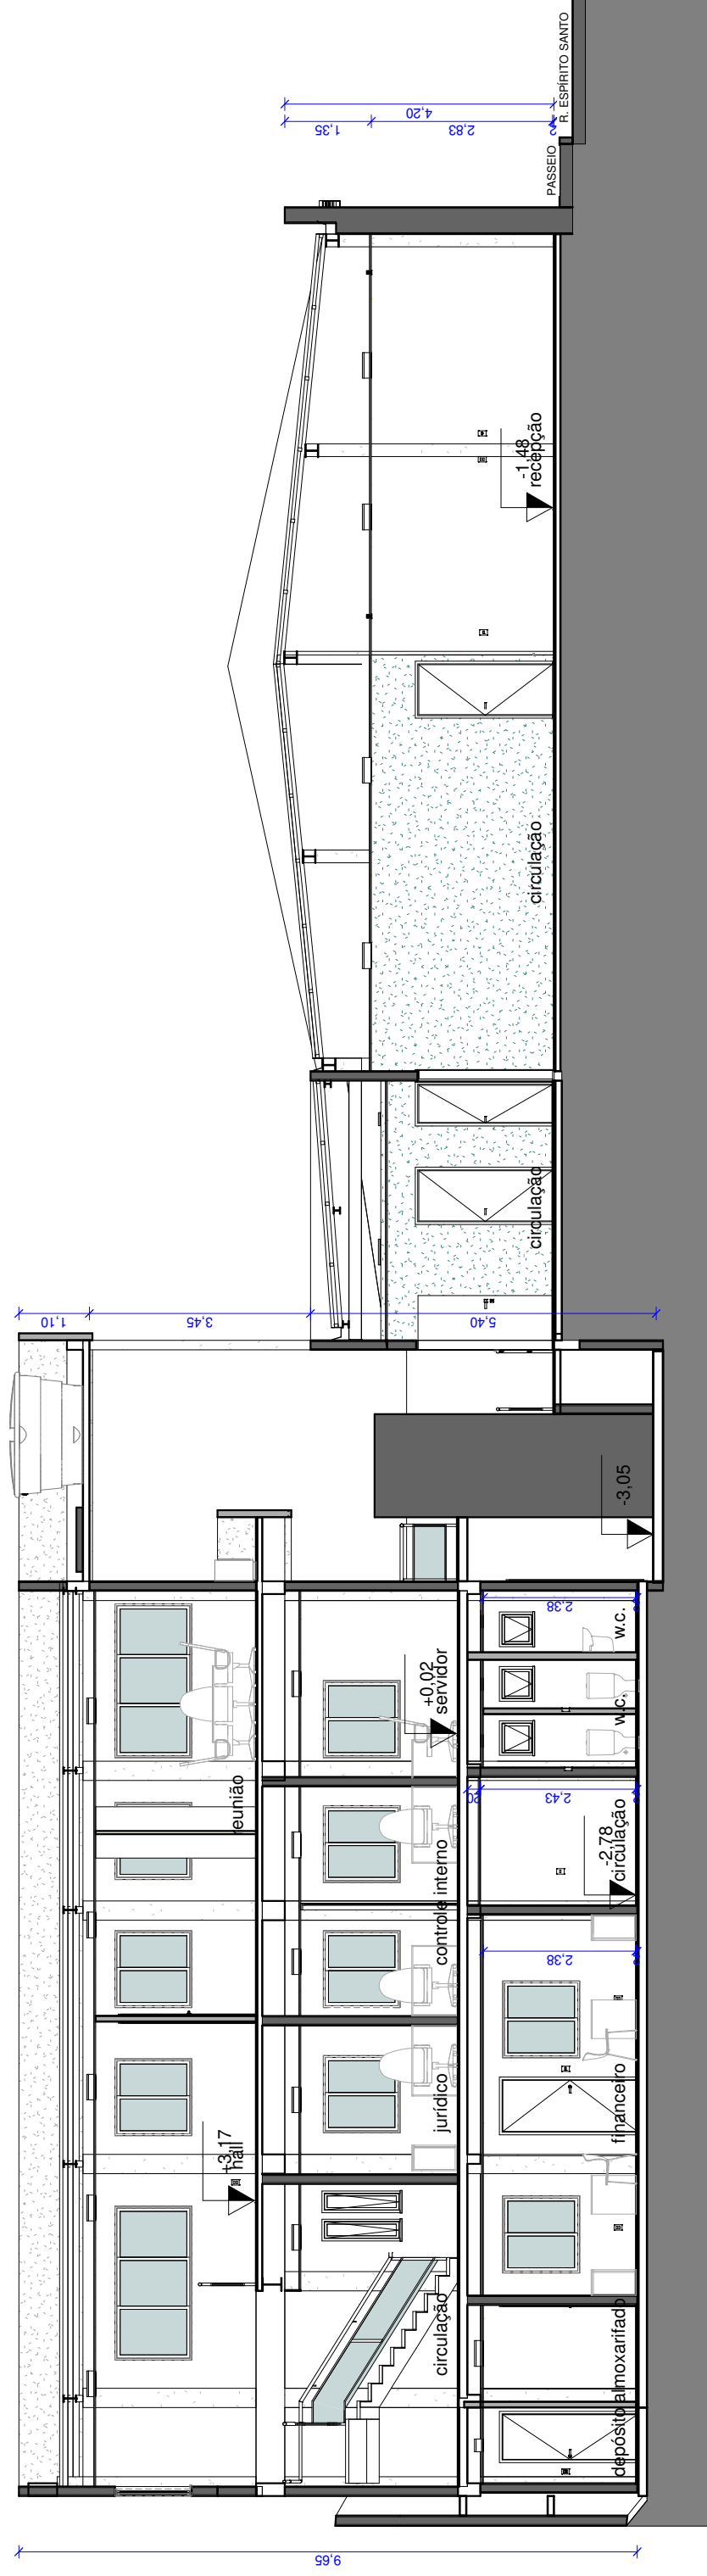 R. ESPÍRITO SANTO
PASSEIO
4,20
1,35
2,83
2
-1,48
recepção
circulação
circulação
1,10
3,45
5,40
-3,05
2,38
w.c.
+0,02
servidor
w.c.
reunião
20
2,43
-2,78
circulação
controle interno
2,38
jurídico
financeiro
+3,17
hall
circulação
depósito almoxarifado
9,65